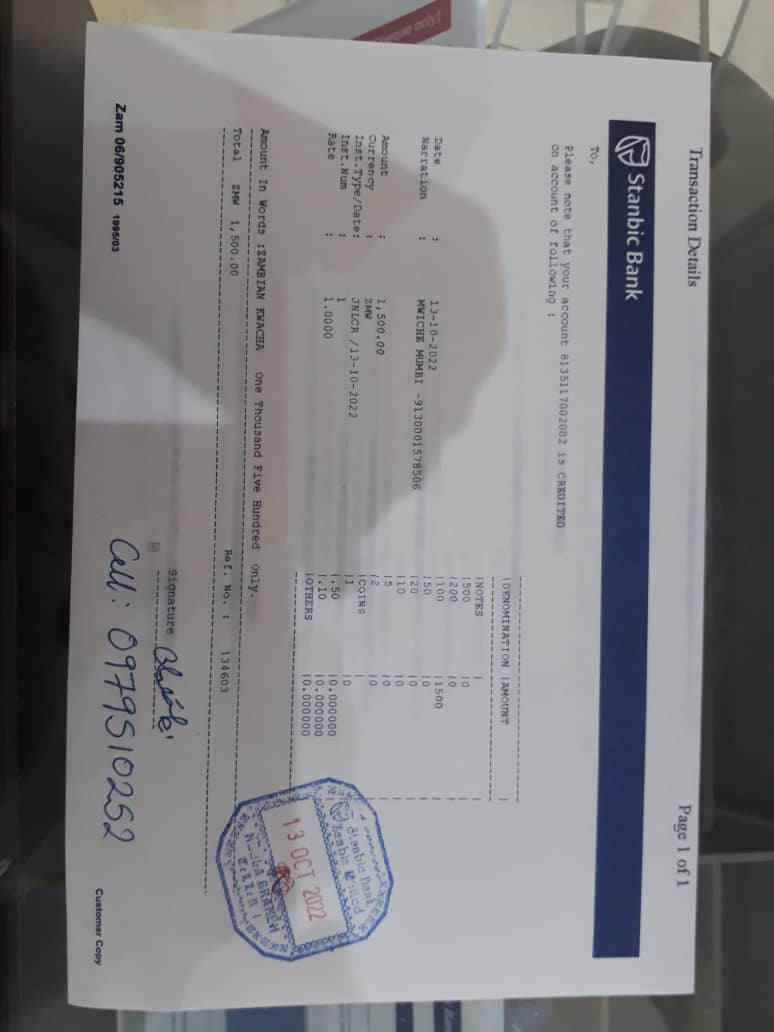 Transaction Details
Page 1 of 1
Stanbic Bank
To,
Please note that your account 8135117002002 is CREDITED
on account of following :
|DENOMINATION |AMOUNT |
Date : 13-10-2022
Narration : MWICHE MUMBI -9130001578506
Amount : 1,500.00
Currency : ZMW
Inst.Type/Date: JNLCR /13-10-2022
Inst.Num : 1
Rate : 1.0000
|NOTES | |
|500 |0 |
|200 |0 |
|100 |1500 |
|50 |0 |
|20 |0 |
|10 |0 |
|5 |0 |
|2 |0 |
|COINS | |
|1 |0 |
|.50 |0.000000 |
|.10 |0.000000 |
|OTHERS |0.000000 |
Amount In Words :ZAMBIAN KWACHA One Thousand Five Hundred Only.
Total ZMW 1,500.00
Ref. No. : 134603
Signature
Cell: 0979510252
Zam 06/905215 1995/03
Customer Copy
Stanbic Bank
Zambia Limited
13 OCT 2022
BRANCH
cheque only)